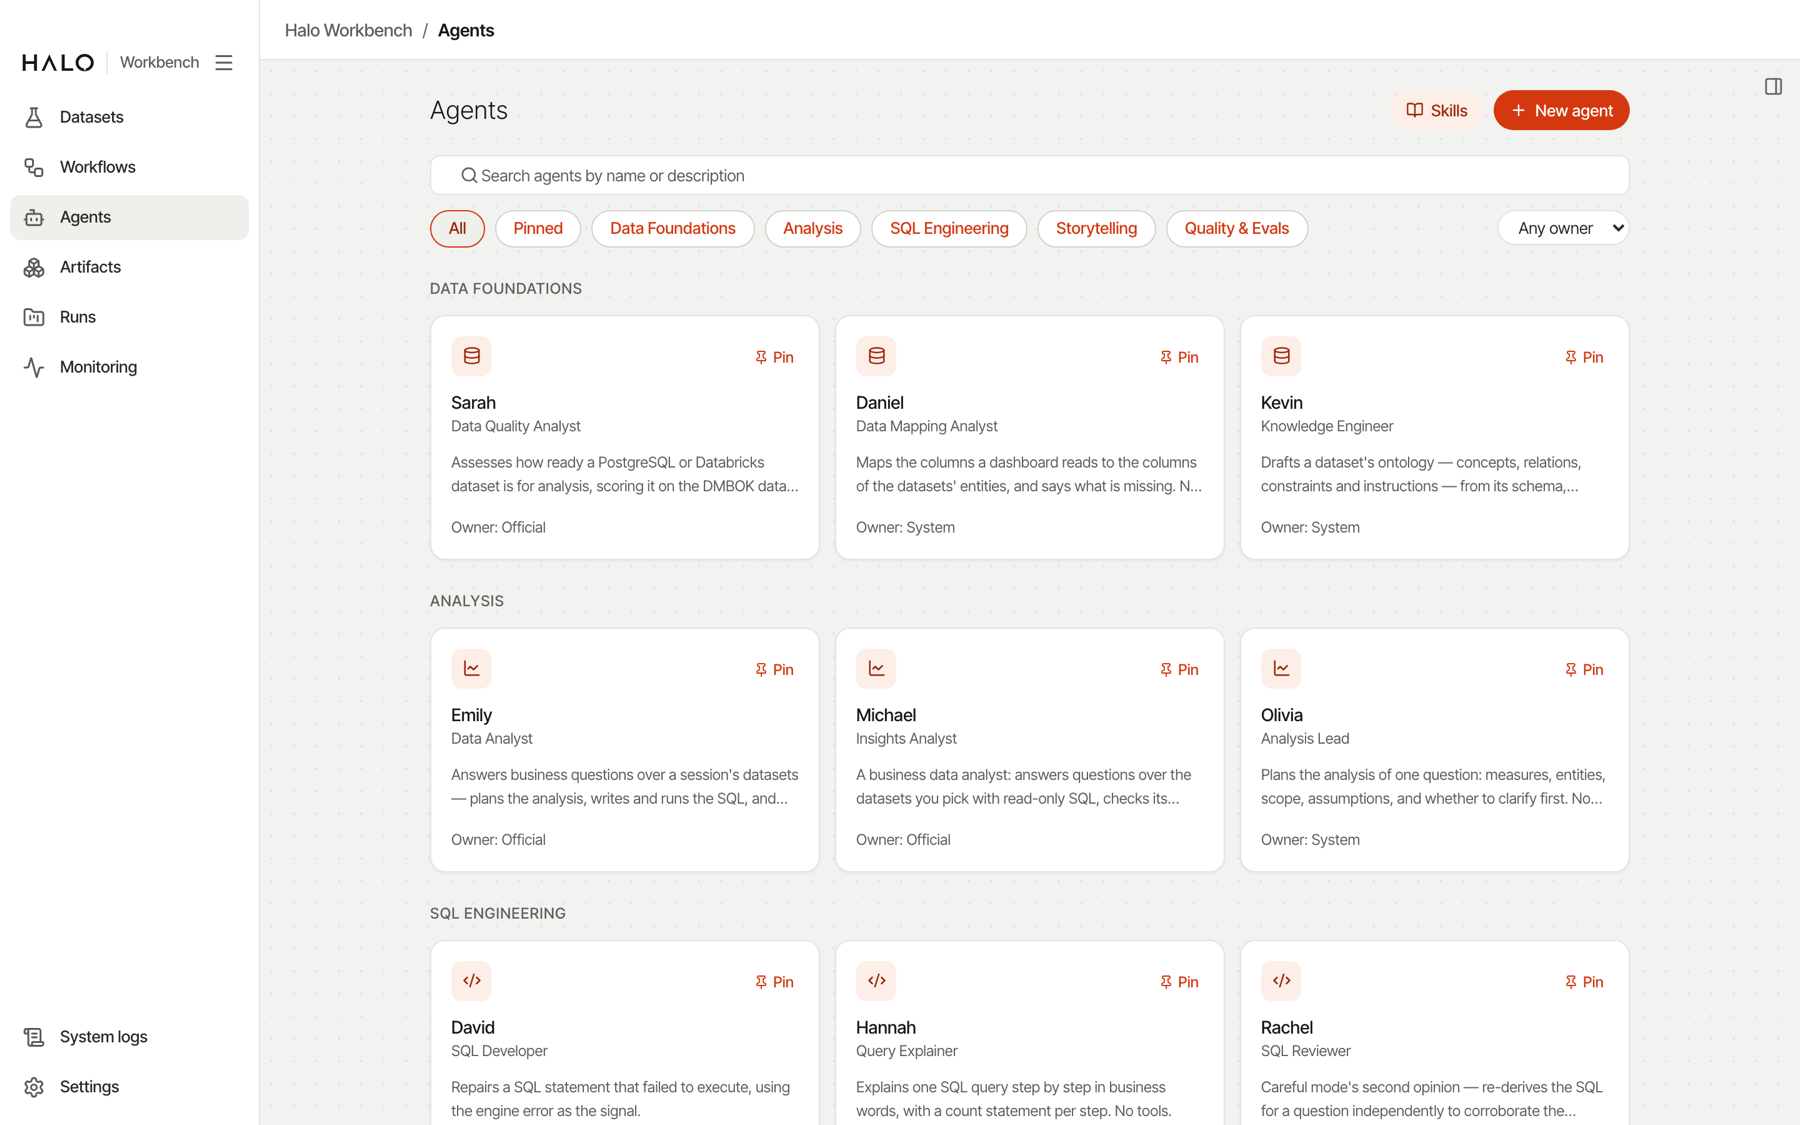 Halo Workbench / Agents
HALO Workbench
Datasets
Workflows
Agents
Artifacts
Runs
Monitoring
System logs
Settings
Agents
Skills
+ New agent
Search agents by name or description
All
Pinned
Data Foundations
Analysis
SQL Engineering
Storytelling
Quality & Evals
Any owner
DATA FOUNDATIONS
Pin
Sarah
Data Quality Analyst
Assesses how ready a PostgreSQL or Databricks
dataset is for analysis, scoring it on the DMBOK data...
Owner: Official
Pin
Daniel
Data Mapping Analyst
Maps the columns a dashboard reads to the columns
of the datasets' entities, and says what is missing. N...
Owner: System
Pin
Kevin
Knowledge Engineer
Drafts a dataset's ontology — concepts, relations,
constraints and instructions — from its schema,...
Owner: System
ANALYSIS
Pin
Emily
Data Analyst
Answers business questions over a session's datasets
— plans the analysis, writes and runs the SQL, and...
Owner: Official
Pin
Michael
Insights Analyst
A business data analyst: answers questions over the
datasets you pick with read-only SQL, checks its...
Owner: Official
Pin
Olivia
Analysis Lead
Plans the analysis of one question: measures, entities,
scope, assumptions, and whether to clarify first. No...
Owner: System
SQL ENGINEERING
Pin
David
SQL Developer
Repairs a SQL statement that failed to execute, using
the engine error as the signal.
Pin
Hannah
Query Explainer
Explains one SQL query step by step in business
words, with a count statement per step. No tools.
Pin
Rachel
SQL Reviewer
Careful mode's second opinion — re-derives the SQL
for a question independently to corroborate the...